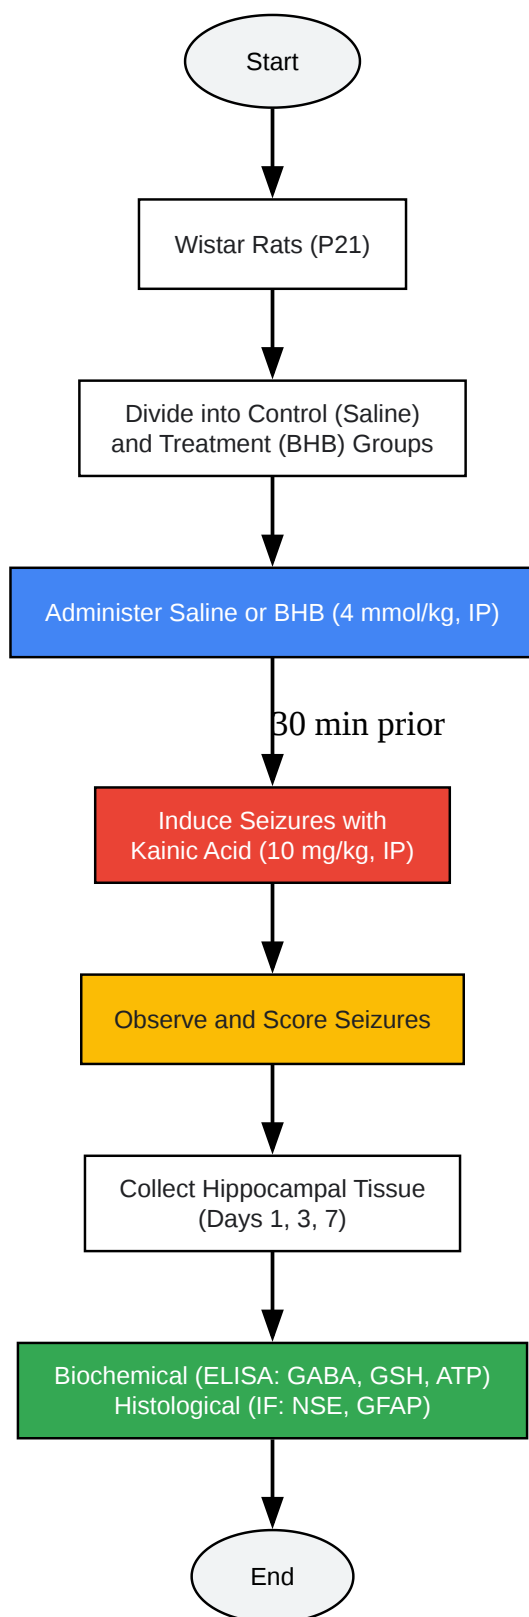 Start
Wistar Rats (P21)
Divide into Control (Saline)
and Treatment (BHB) Groups
Administer Saline or BHB (4 mmol/kg, IP)
30 min prior
Induce Seizures with
Kainic Acid (10 mg/kg, IP)
Observe and Score Seizures
Collect Hippocampal Tissue
(Days 1, 3, 7)
Biochemical (ELISA: GABA, GSH, ATP)
Histological (IF: NSE, GFAP)
End